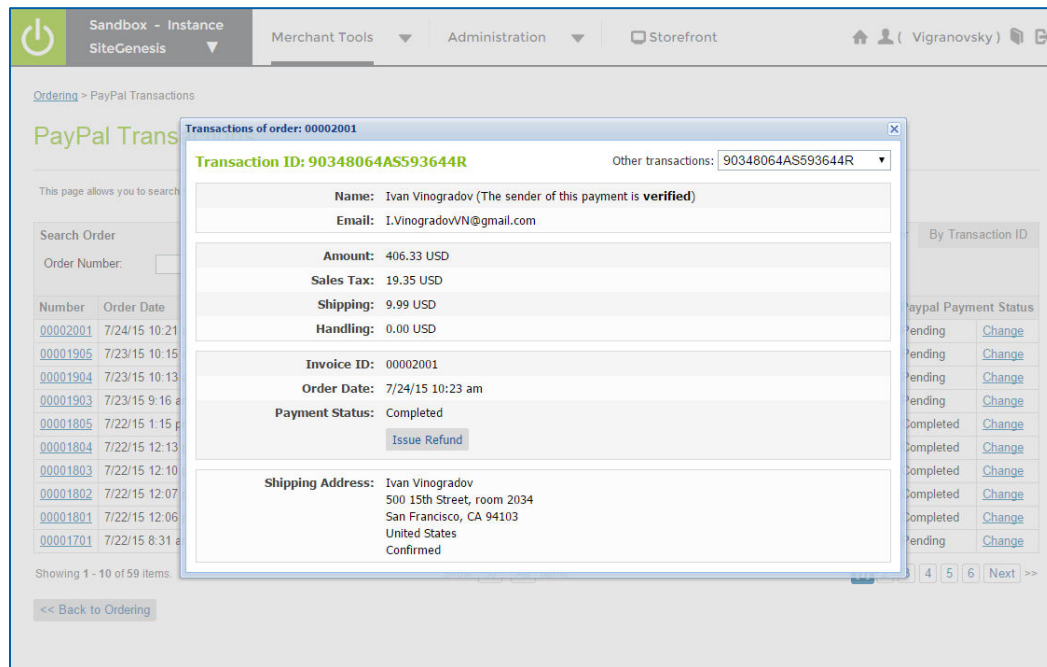 Sandbox - Instance
SiteGenesis
Merchant Tools
Administration
Storefront
( Vigranovsky )
Ordering > PayPal Transactions
PayPal Trans
This page allows you to search
Search Order
By Transaction ID
Order Number:
Number Order Date Paypal Payment Status
00002001 7/24/15 10:21 Pending Change
00001905 7/23/15 10:15 Pending Change
00001904 7/23/15 10:13 Pending Change
00001903 7/23/15 9:16 a Pending Change
00001805 7/22/15 1:15 p Completed Change
00001804 7/22/15 12:13 Completed Change
00001803 7/22/15 12:10 Completed Change
00001802 7/22/15 12:07 Completed Change
00001801 7/22/15 12:06 Completed Change
00001701 7/22/15 8:31 a Pending Change
Showing 1 - 10 of 59 items. 3 4 5 6 Next >>
<< Back to Ordering
Transactions of order: 00002001
Transaction ID: 90348064AS593644R
Other transactions: 90348064AS593644R
Name: Ivan Vinogradov (The sender of this payment is verified)
Email: I.VinogradovVN@gmail.com
Amount: 406.33 USD
Sales Tax: 19.35 USD
Shipping: 9.99 USD
Handling: 0.00 USD
Invoice ID: 00002001
Order Date: 7/24/15 10:23 am
Payment Status: Completed
Issue Refund
Shipping Address: Ivan Vinogradov
500 15th Street, room 2034
San Francisco, CA 94103
United States
Confirmed